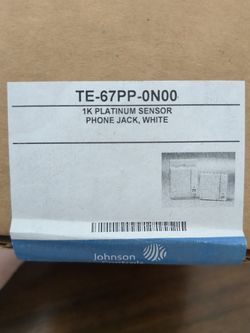 TE-67PP-0N00
1K PLATINUM SENSOR
PHONE JACK, WHITE
Johnson